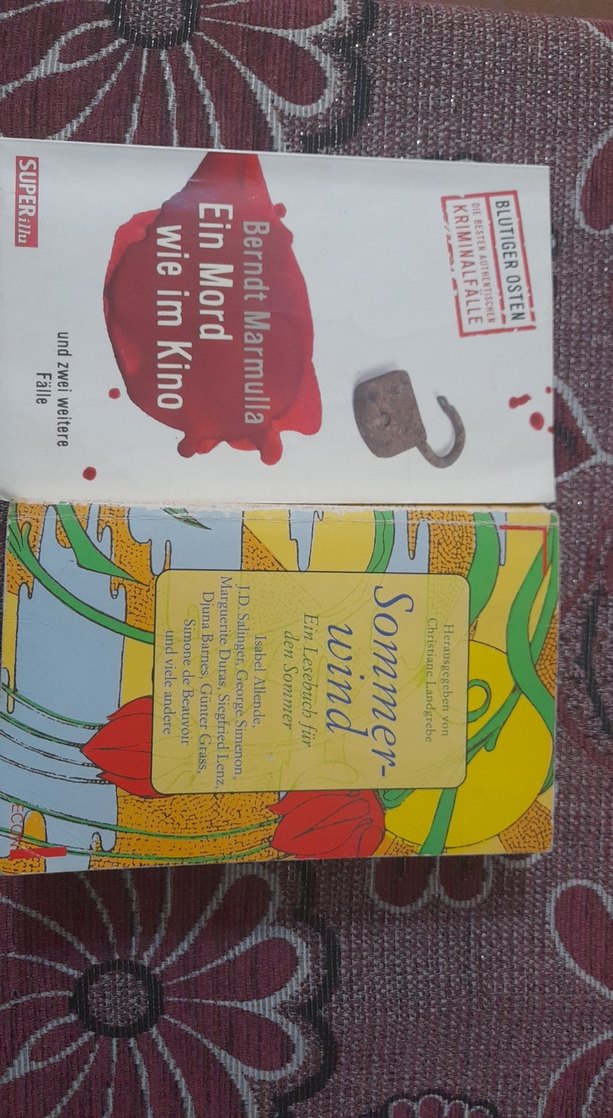 BLUTIGER OSTEN
DIE BESTEN AUTHENTISCHEN
KRIMINALFÄLLE
Berndt Marmulla
Ein Mord
wie im Kino
und zwei weitere
Fälle
SUPERillu
Herausgegeben von
Christiane Landgrebe
Sommer-
wind
Ein Lesebuch für
den Sommer
Isabel Allende,
J.D. Salinger, George Simenon,
Marguerite Duras, Siegfried Lenz,
Djuna Barnes, Günter Grass,
Simone de Beauvoir
und viele andere
ECON